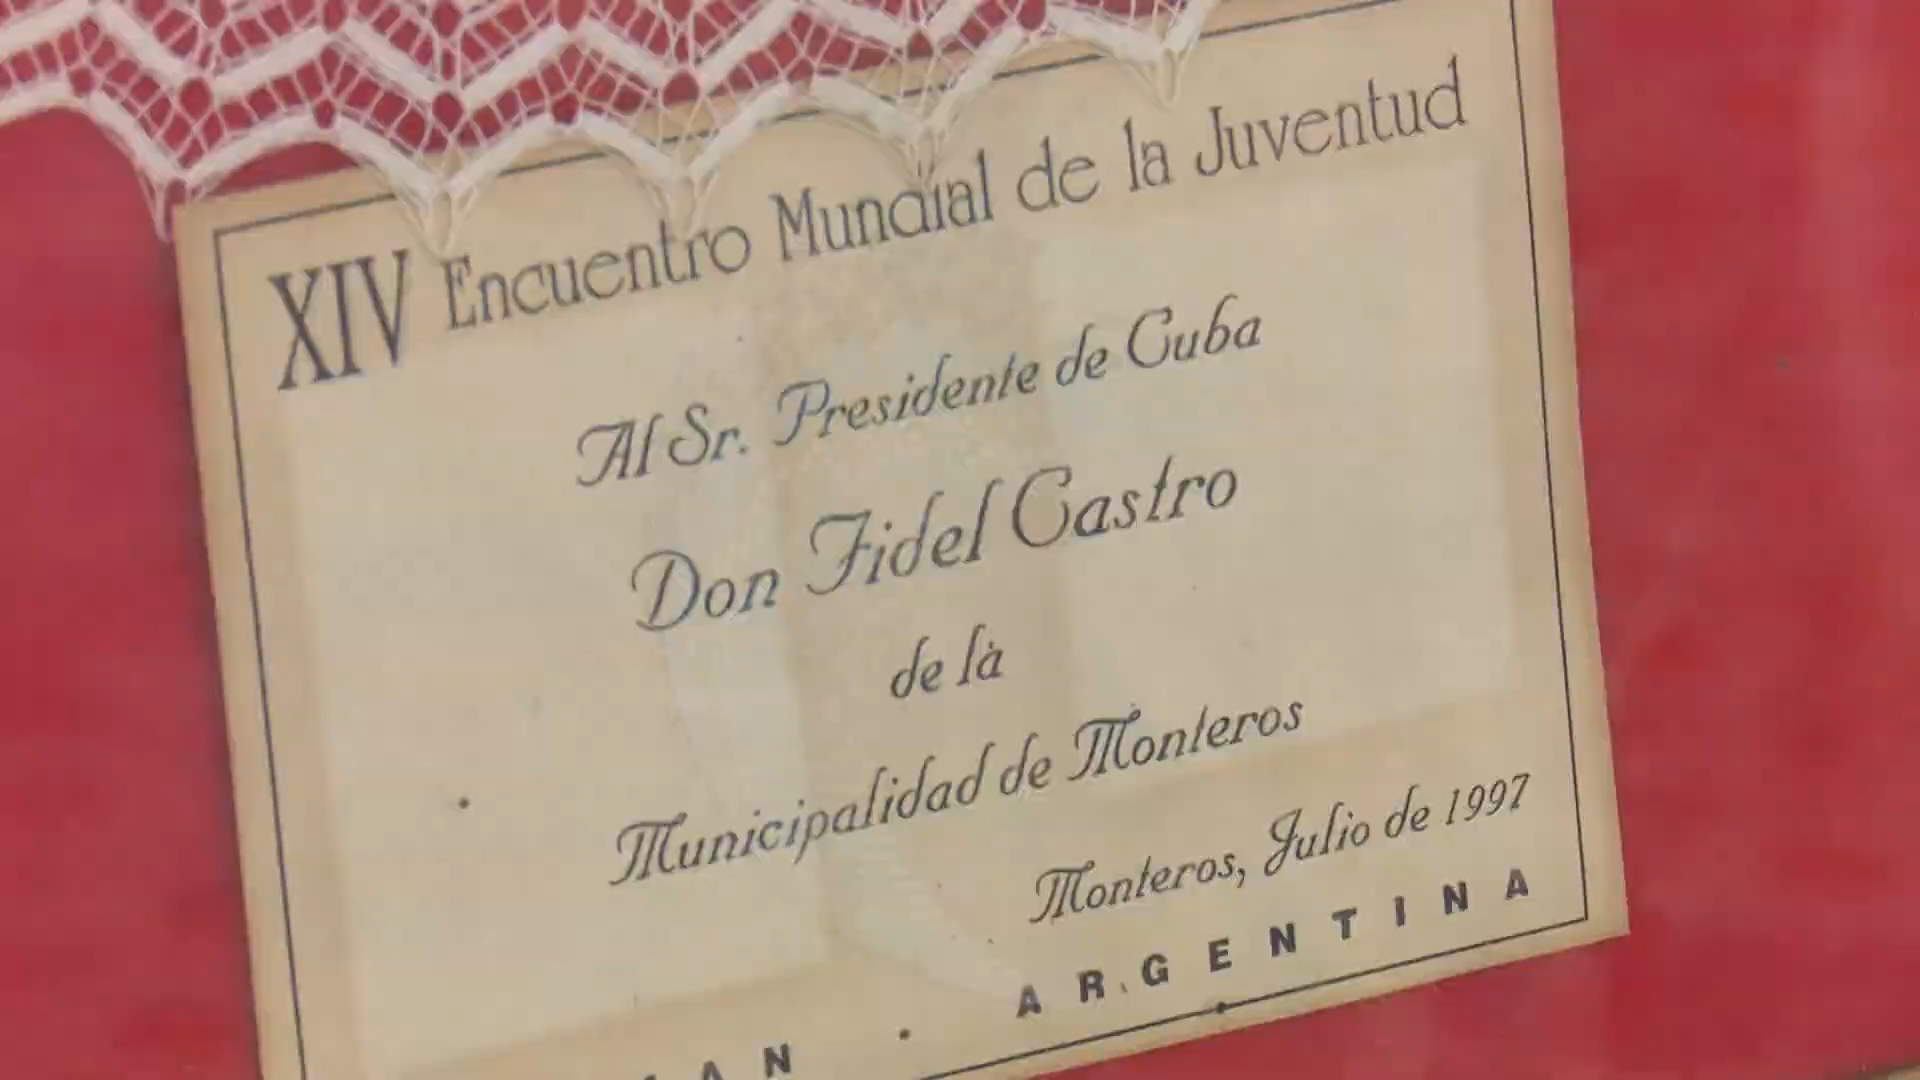 XIV Encuentro Mundial de la Juventud
Al Sr. Presidente de Cuba
Don Fidel Castro
de la
Municipalidad de Monteros
Monteros, Julio de 1997
ARGENTINA